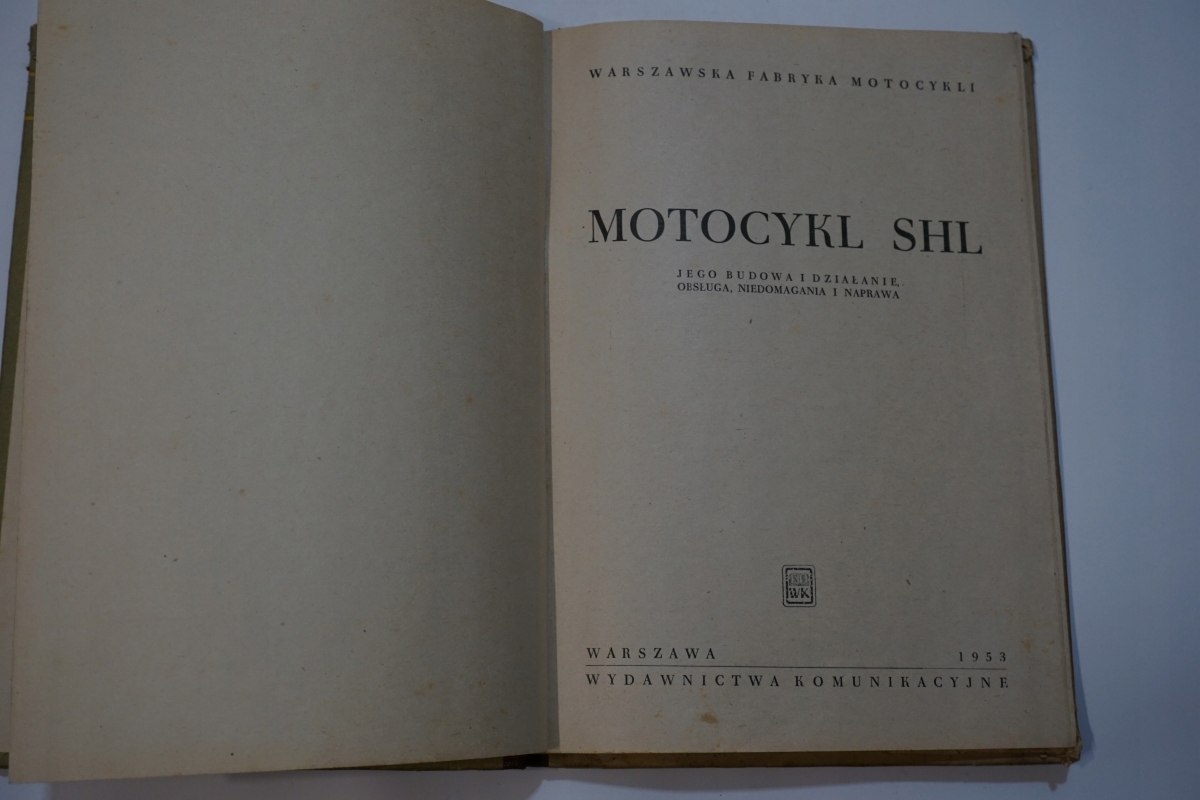 WARSZAWSKA FABRYKA MOTOCYKLI
MOTOCYKL SHL
JEGO BUDOWA I DZIAŁANIE,
OBSŁUGA, NIEDOMAGANIA I NAPRAWA
WK
WARSZAWA 1953
WYDAWNICTWA KOMUNIKACYJNE